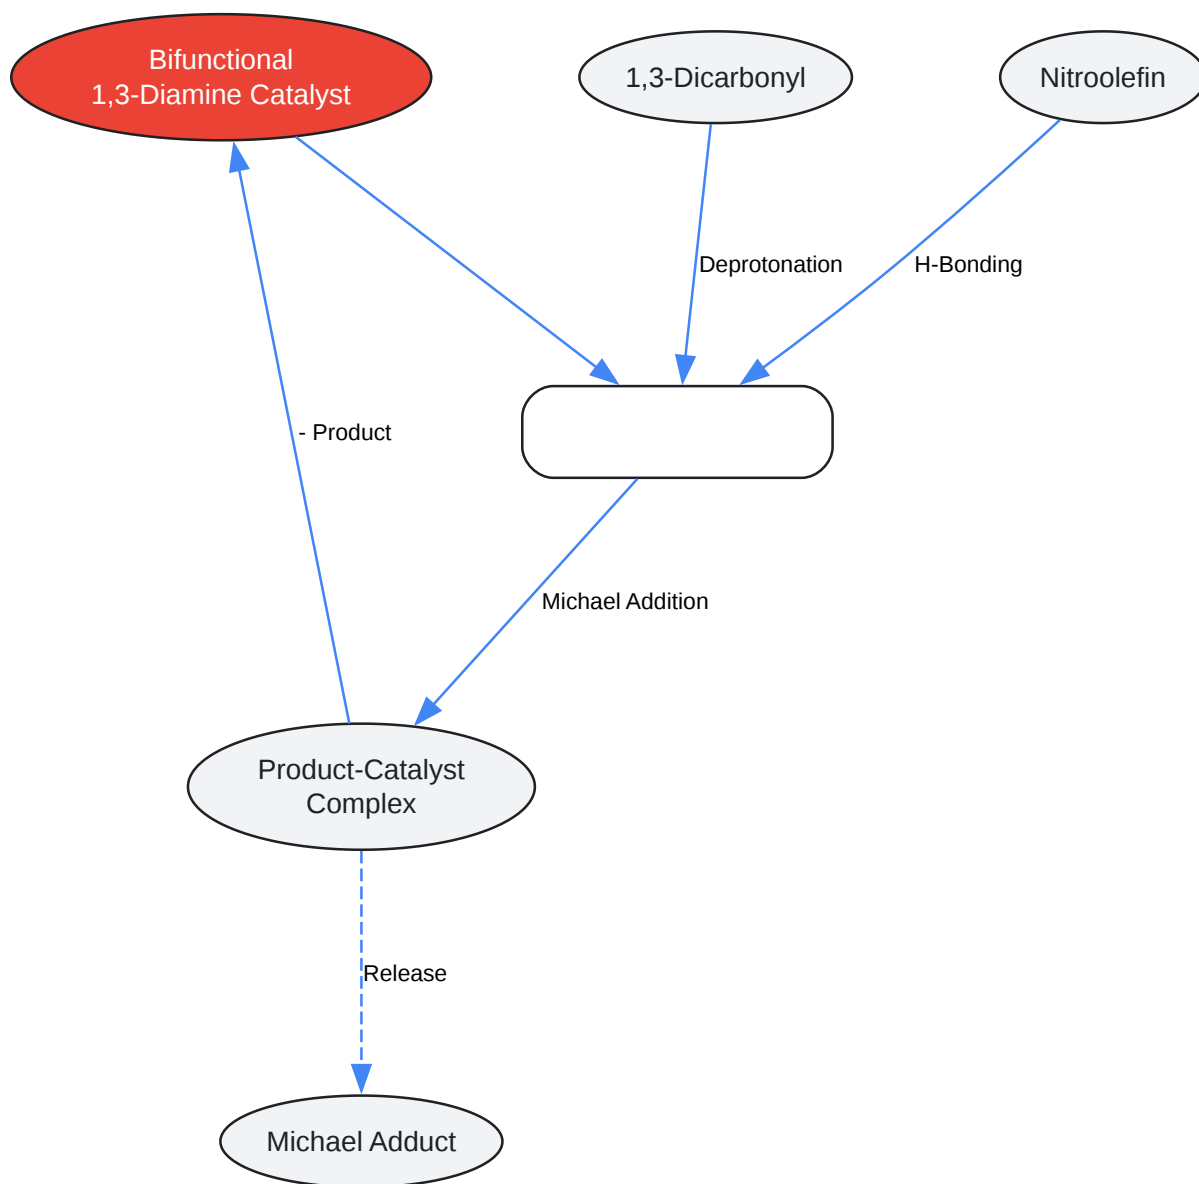 Bifunctional
1,3-Diamine Catalyst
1,3-Dicarbonyl
Nitroolefin
Deprotonation
H-Bonding
- Product
Michael Addition
Product-Catalyst
Complex
Release
Michael Adduct